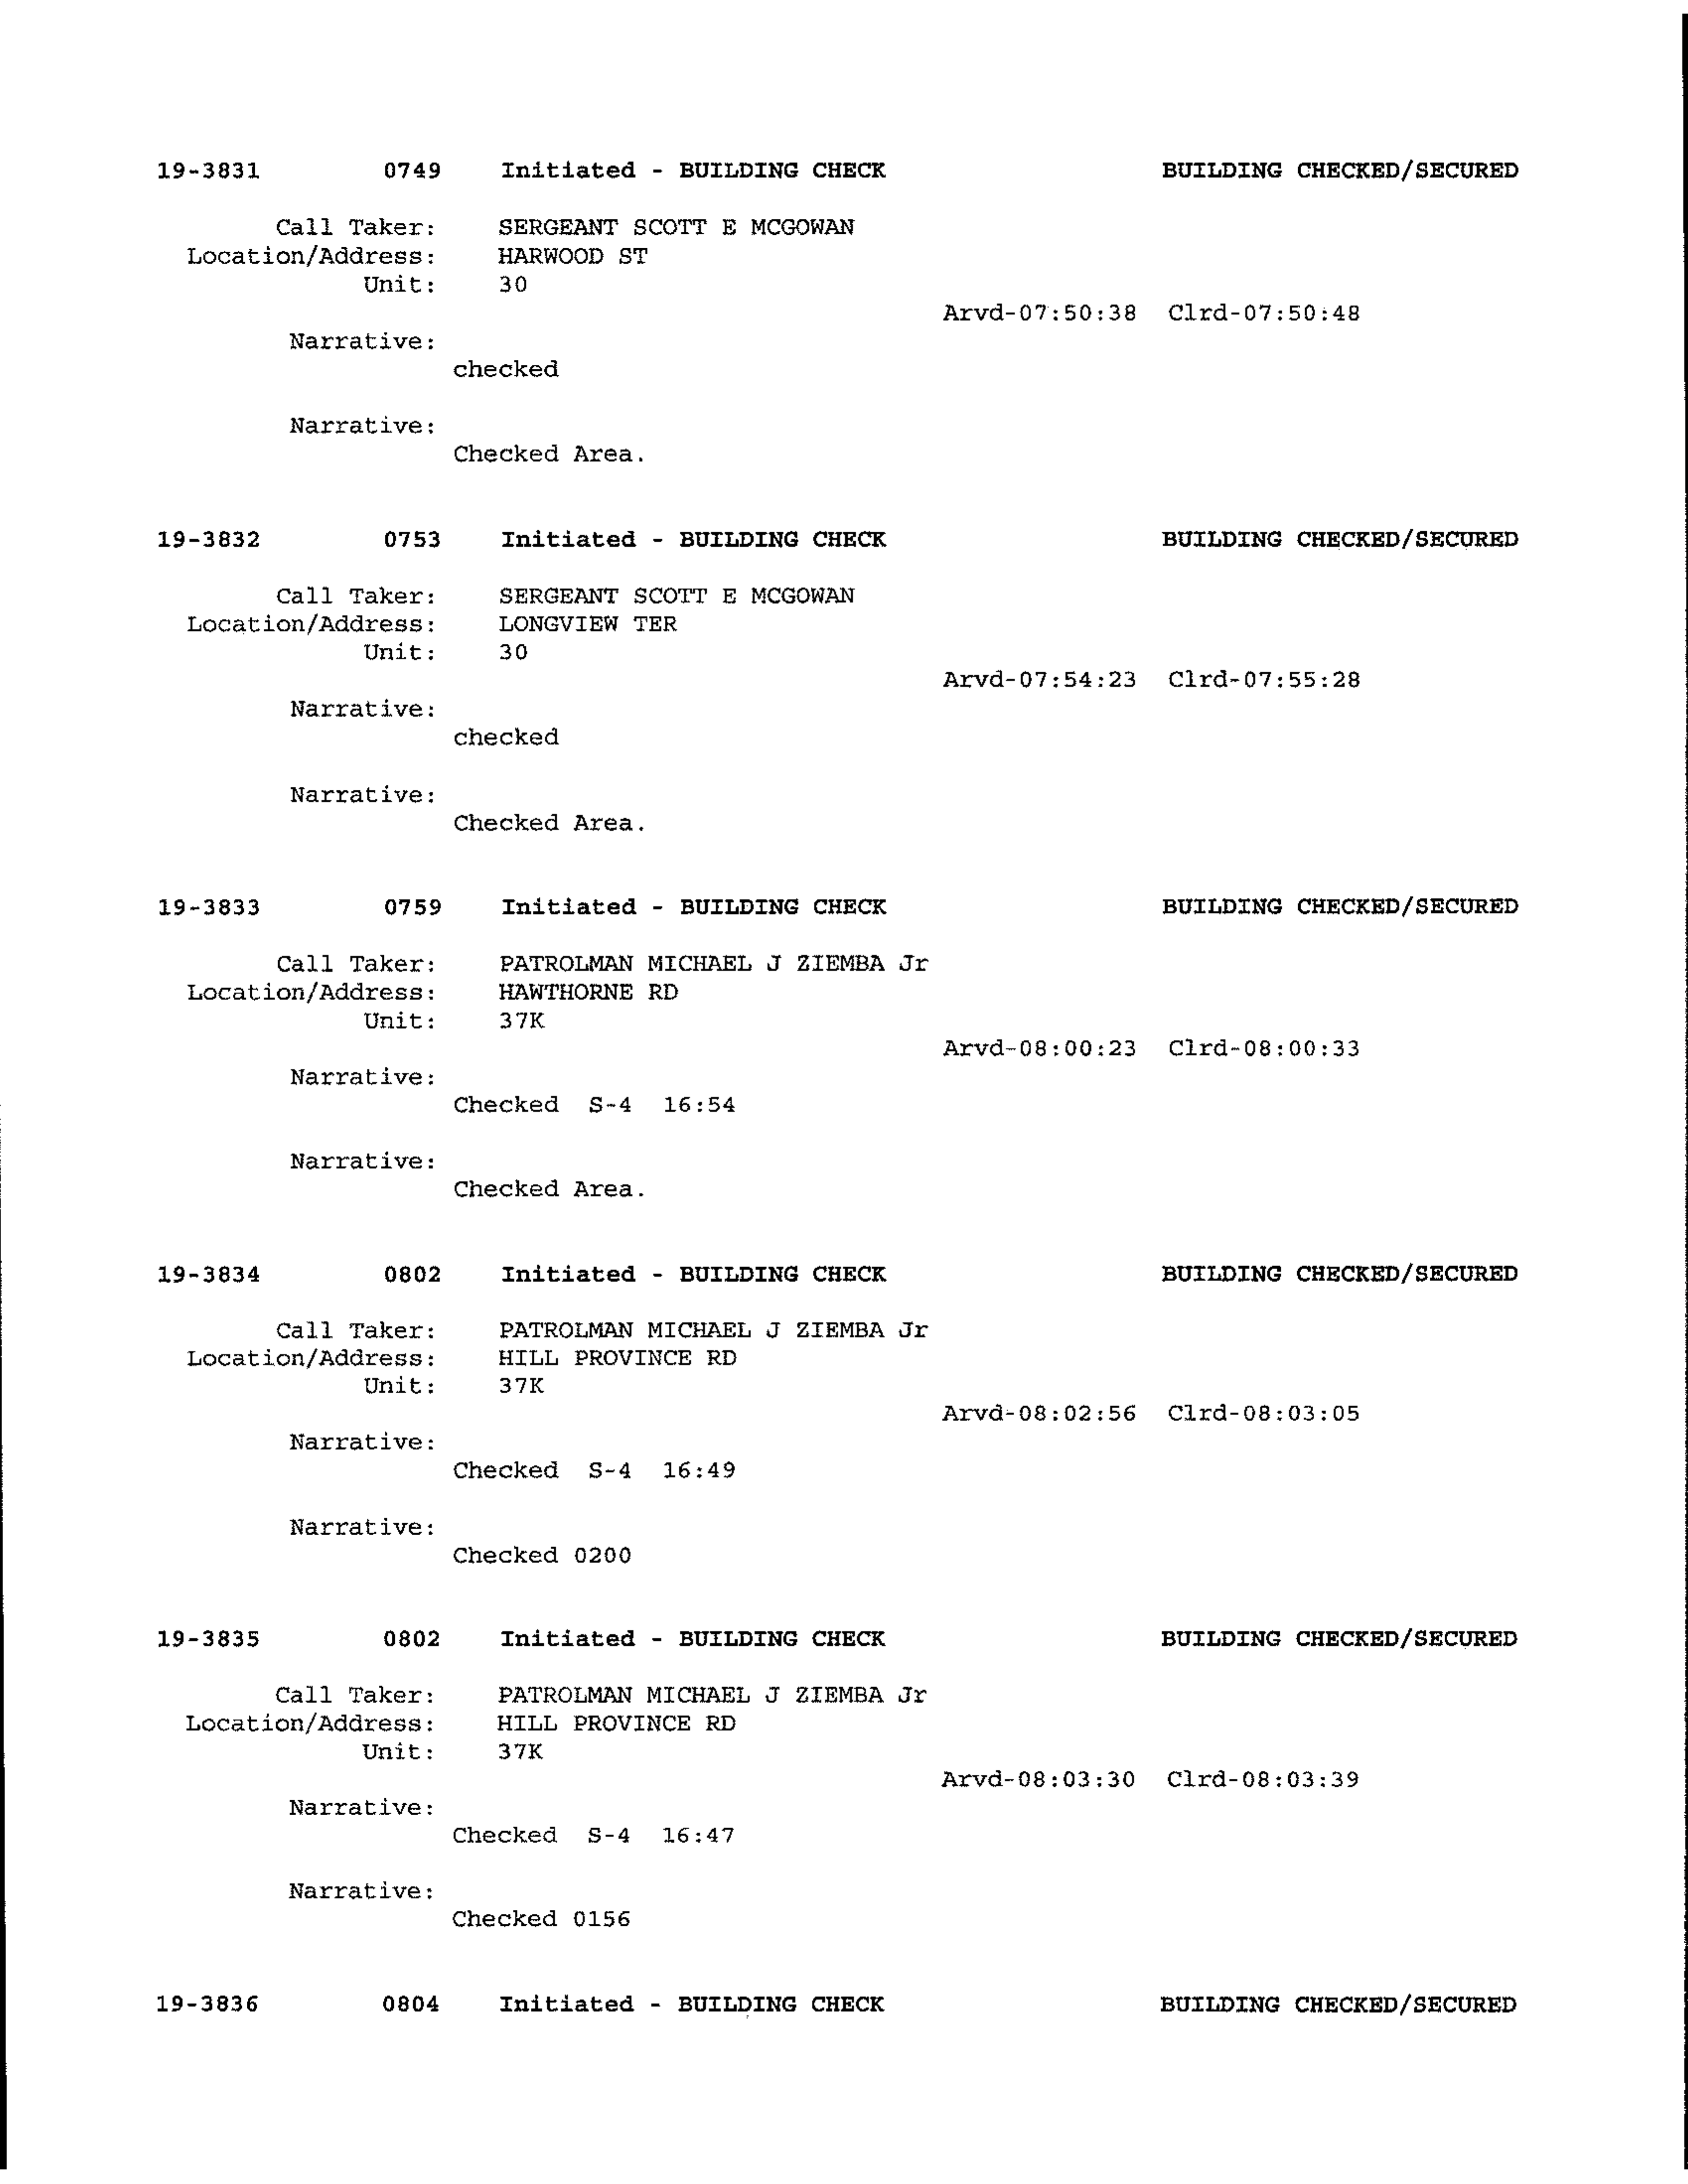 19-3831 0749 Initiated - BUILDING CHECK BUILDING CHECKED/SECURED
Call Taker: SERGEANT SCOTT E MCGOWAN
Location/Address: HARWOOD ST
Unit: 30
Arvd-07:50:38 Clrd-07:50:48
Narrative:
checked
Narrative:
Checked Area.
19-3832 0753 Initiated - BUILDING CHECK BUILDING CHECKED/SECURED
Call Taker: SERGEANT SCOTT E MCGOWAN
Location/Address: LONGVIEW TER
Unit: 30
Arvd-07:54:23 Clrd-07:55:28
Narrative:
checked
Narrative:
Checked Area.
19-3833 0759 Initiated - BUILDING CHECK BUILDING CHECKED/SECURED
Call Taker: PATROLMAN MICHAEL J ZIEMBA Jr
Location/Address: HAWTHORNE RD
Unit: 37K
Arvd-08:00:23 Clrd-08:00:33
Narrative:
Checked S-4 16:54
Narrative:
Checked Area.
19-3834 0802 Initiated - BUILDING CHECK BUILDING CHECKED/SECURED
Call Taker: PATROLMAN MICHAEL J ZIEMBA Jr
Location/Address: HILL PROVINCE RD
Unit: 37K
Arvd-08:02:56 Clrd-08:03:05
Narrative:
Checked S-4 16:49
Narrative:
Checked 0200
19-3835 0802 Initiated - BUILDING CHECK BUILDING CHECKED/SECURED
Call Taker: PATROLMAN MICHAEL J ZIEMBA Jr
Location/Address: HILL PROVINCE RD
Unit: 37K
Arvd-08:03:30 Clrd-08:03:39
Narrative:
Checked S-4 16:47
Narrative:
Checked 0156
19-3836 0804 Initiated - BUILDING CHECK BUILDING CHECKED/SECURED